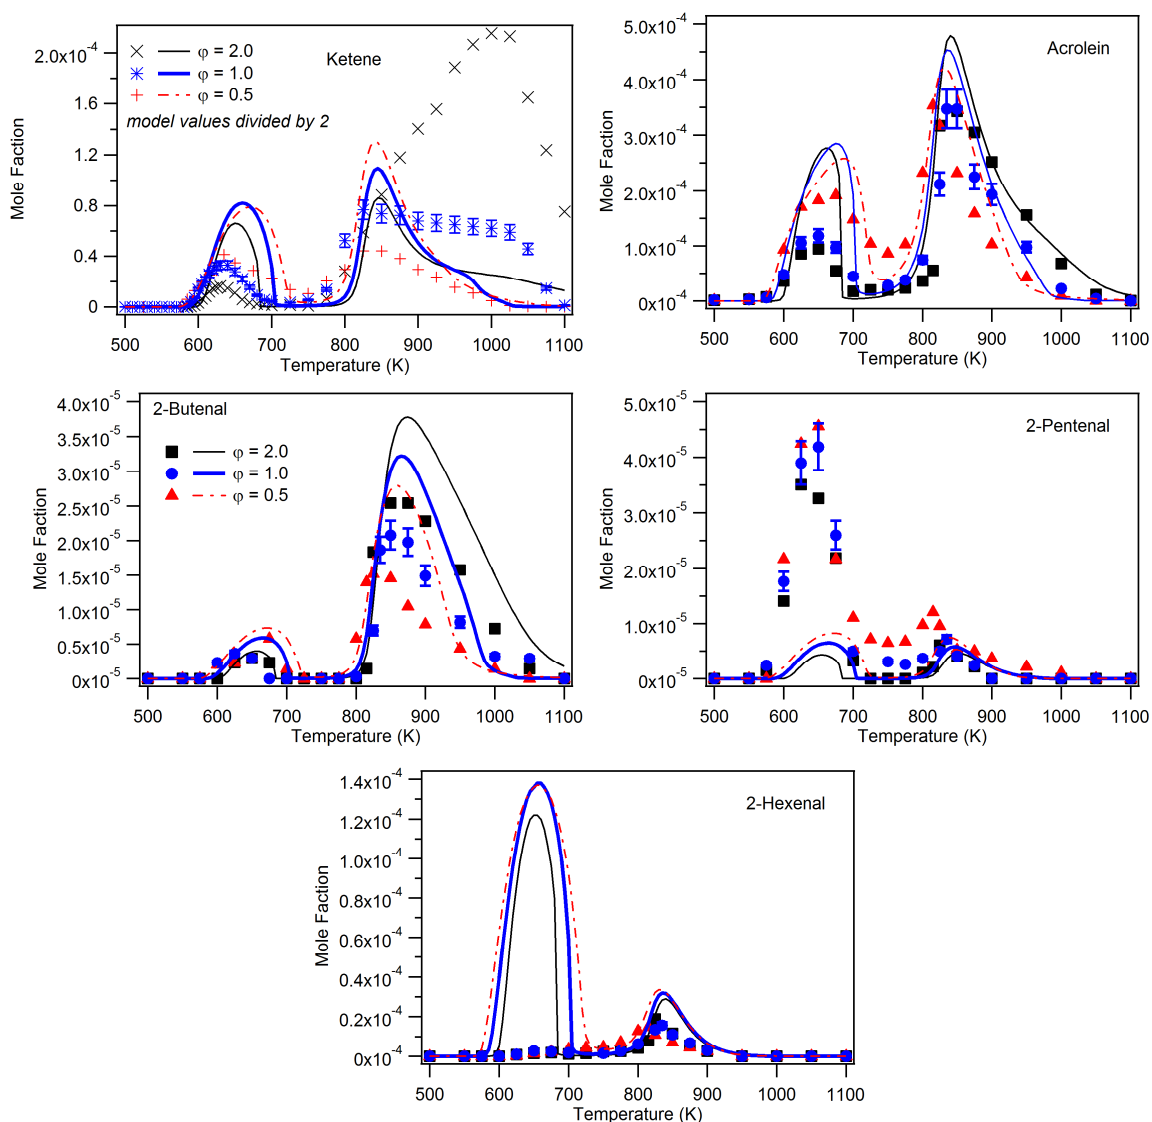 Ketene
φ = 2.0
φ = 1.0
φ = 0.5
model values divided by 2
Mole Faction
2.0x10-4
1.6
1.2
0.8
0.4
0
500 600 700 800 900 1000 1100
Temperature (K)
Acrolein
Mole Faction
5.0x10-4
4.0x10-4
3.0x10-4
2.0x10-4
1.0x10-4
0x10-4
500 600 700 800 900 1000 1100
Temperature (K)
2-Butenal
φ = 2.0
φ = 1.0
φ = 0.5
Mole Faction
4.0x10-5
3.5x10-5
3.0x10-5
2.5x10-5
2.0x10-5
1.5x10-5
1.0x10-5
0.5x10-5
0x10-5
500 600 700 800 900 1000 1100
Temperature (K)
2-Pentenal
Mole Faction
5.0x10-5
4.0x10-5
3.0x10-5
2.0x10-5
1.0x10-5
0x10-5
500 600 700 800 900 1000 1100
Temperature (K)
2-Hexenal
Mole Faction
1.4x10-4
1.2x10-4
1.0x10-4
0.8x10-4
0.6x10-4
0.4x10-4
0.2x10-4
0x10-4
500 600 700 800 900 1000 1100
Temperature (K)